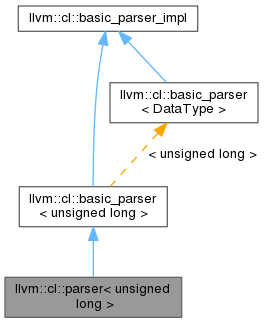 llvm::cl::basic_parser_impl
llvm::cl::basic_parser
< DataType >
< unsigned long >
llvm::cl::basic_parser
< unsigned long >
llvm::cl::parser< unsigned
long >